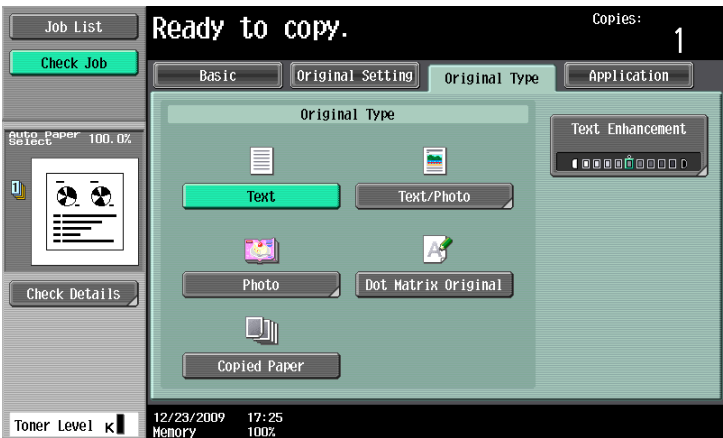 Job List
Check Job
Ready to copy.
Copies:
1
Basic
Original Setting
Original Type
Application
Auto Paper Select
100.0%
1
Check Details
Toner Level K
Original Type
Text
Text/Photo
Photo
Dot Matrix Original
Copied Paper
Text Enhancement
12/23/2009 17:25
Memory 100%